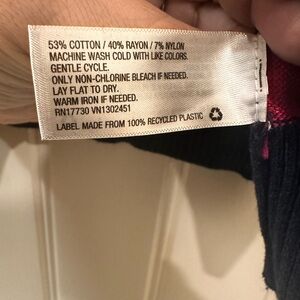 53% COTTON / 40% RAYON / 7% NYLON
MACHINE WASH COLD WITH LIKE COLORS.
GENTLE CYCLE.
ONLY NON-CHLORINE BLEACH IF NEEDED.
LAY FLAT TO DRY.
WARM IRON IF NEEDED.
RN17730 VN1302451
LABEL MADE FROM 100% RECYCLED PLASTIC